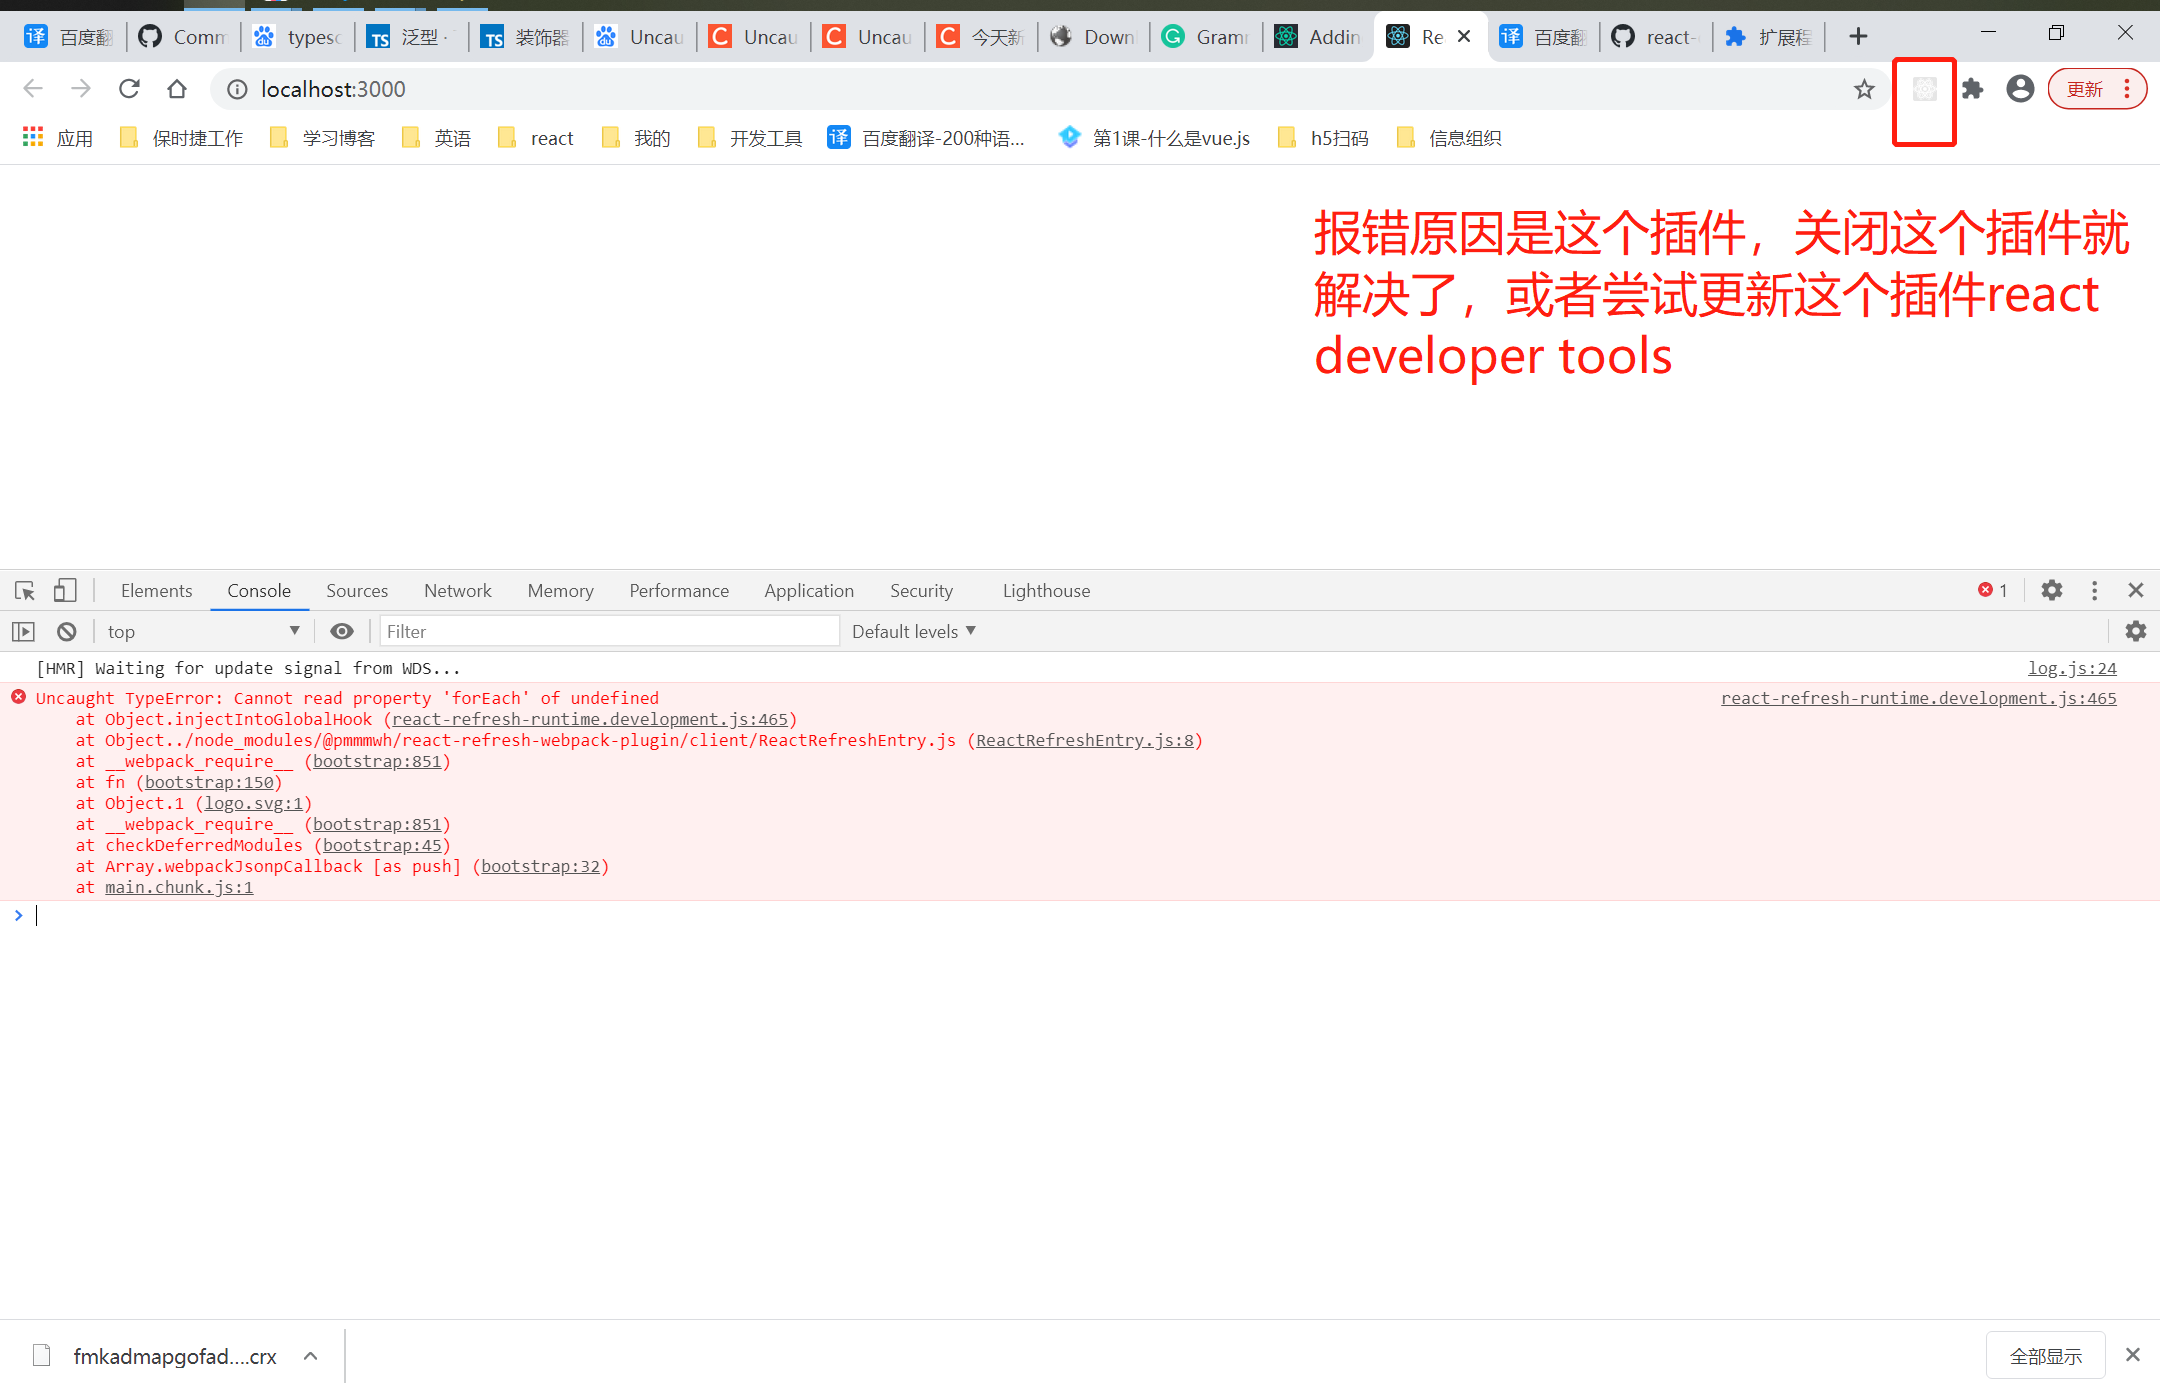 百度翻
Comm
typesc
泛型 ·
装饰器
Uncau
Uncau
Uncau
今天新
Down
Gramm
Addin
Re
百度翻
react-
扩展程
localhost:3000
更新
应用
保时捷工作
学习博客
英语
react
我的
开发工具
百度翻译-200种语...
第1课-什么是vue.js
h5扫码
信息组织
报错原因是这个插件，关闭这个插件就
解决了，或者尝试更新这个插件react
developer tools
Elements
Console
Sources
Network
Memory
Performance
Application
Security
Lighthouse
1
top
Filter
Default levels
[HMR] Waiting for update signal from WDS... log.js:24
Uncaught TypeError: Cannot read property 'forEach' of undefined react-refresh-runtime.development.js:465
at Object.injectIntoGlobalHook (react-refresh-runtime.development.js:465)
at Object../node_modules/@pmmmwh/react-refresh-webpack-plugin/client/ReactRefreshEntry.js (ReactRefreshEntry.js:8)
at __webpack_require__ (bootstrap:851)
at fn (bootstrap:150)
at Object.1 (logo.svg:1)
at __webpack_require__ (bootstrap:851)
at checkDeferredModules (bootstrap:45)
at Array.webpackJsonpCallback [as push] (bootstrap:32)
at main.chunk.js:1
fmkadmapgofad....crx
全部显示